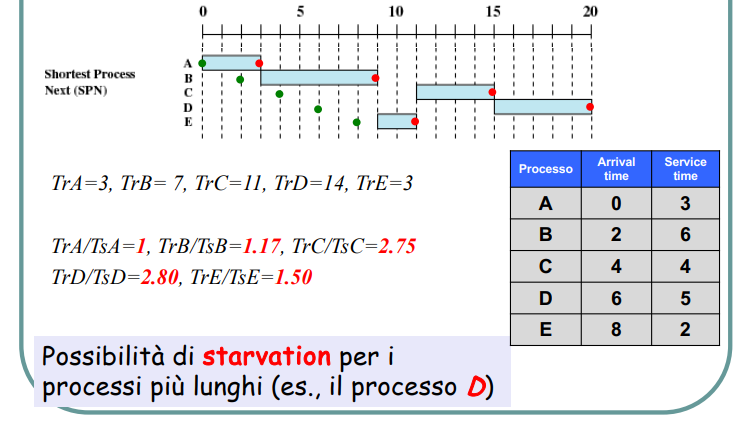 0 5 10 15 20
Shortest Process
Next (SPN)
A
B
C
D
E
TrA=3, TrB= 7, TrC=11, TrD=14, TrE=3
TrA/TsA=1, TrB/TsB=1.17, TrC/TsC=2.75
TrD/TsD=2.80, TrE/TsE=1.50
Processo Arrival time Service time
A 0 3
B 2 6
C 4 4
D 6 5
E 8 2
Possibilità di starvation per i
processi più lunghi (es., il processo D)